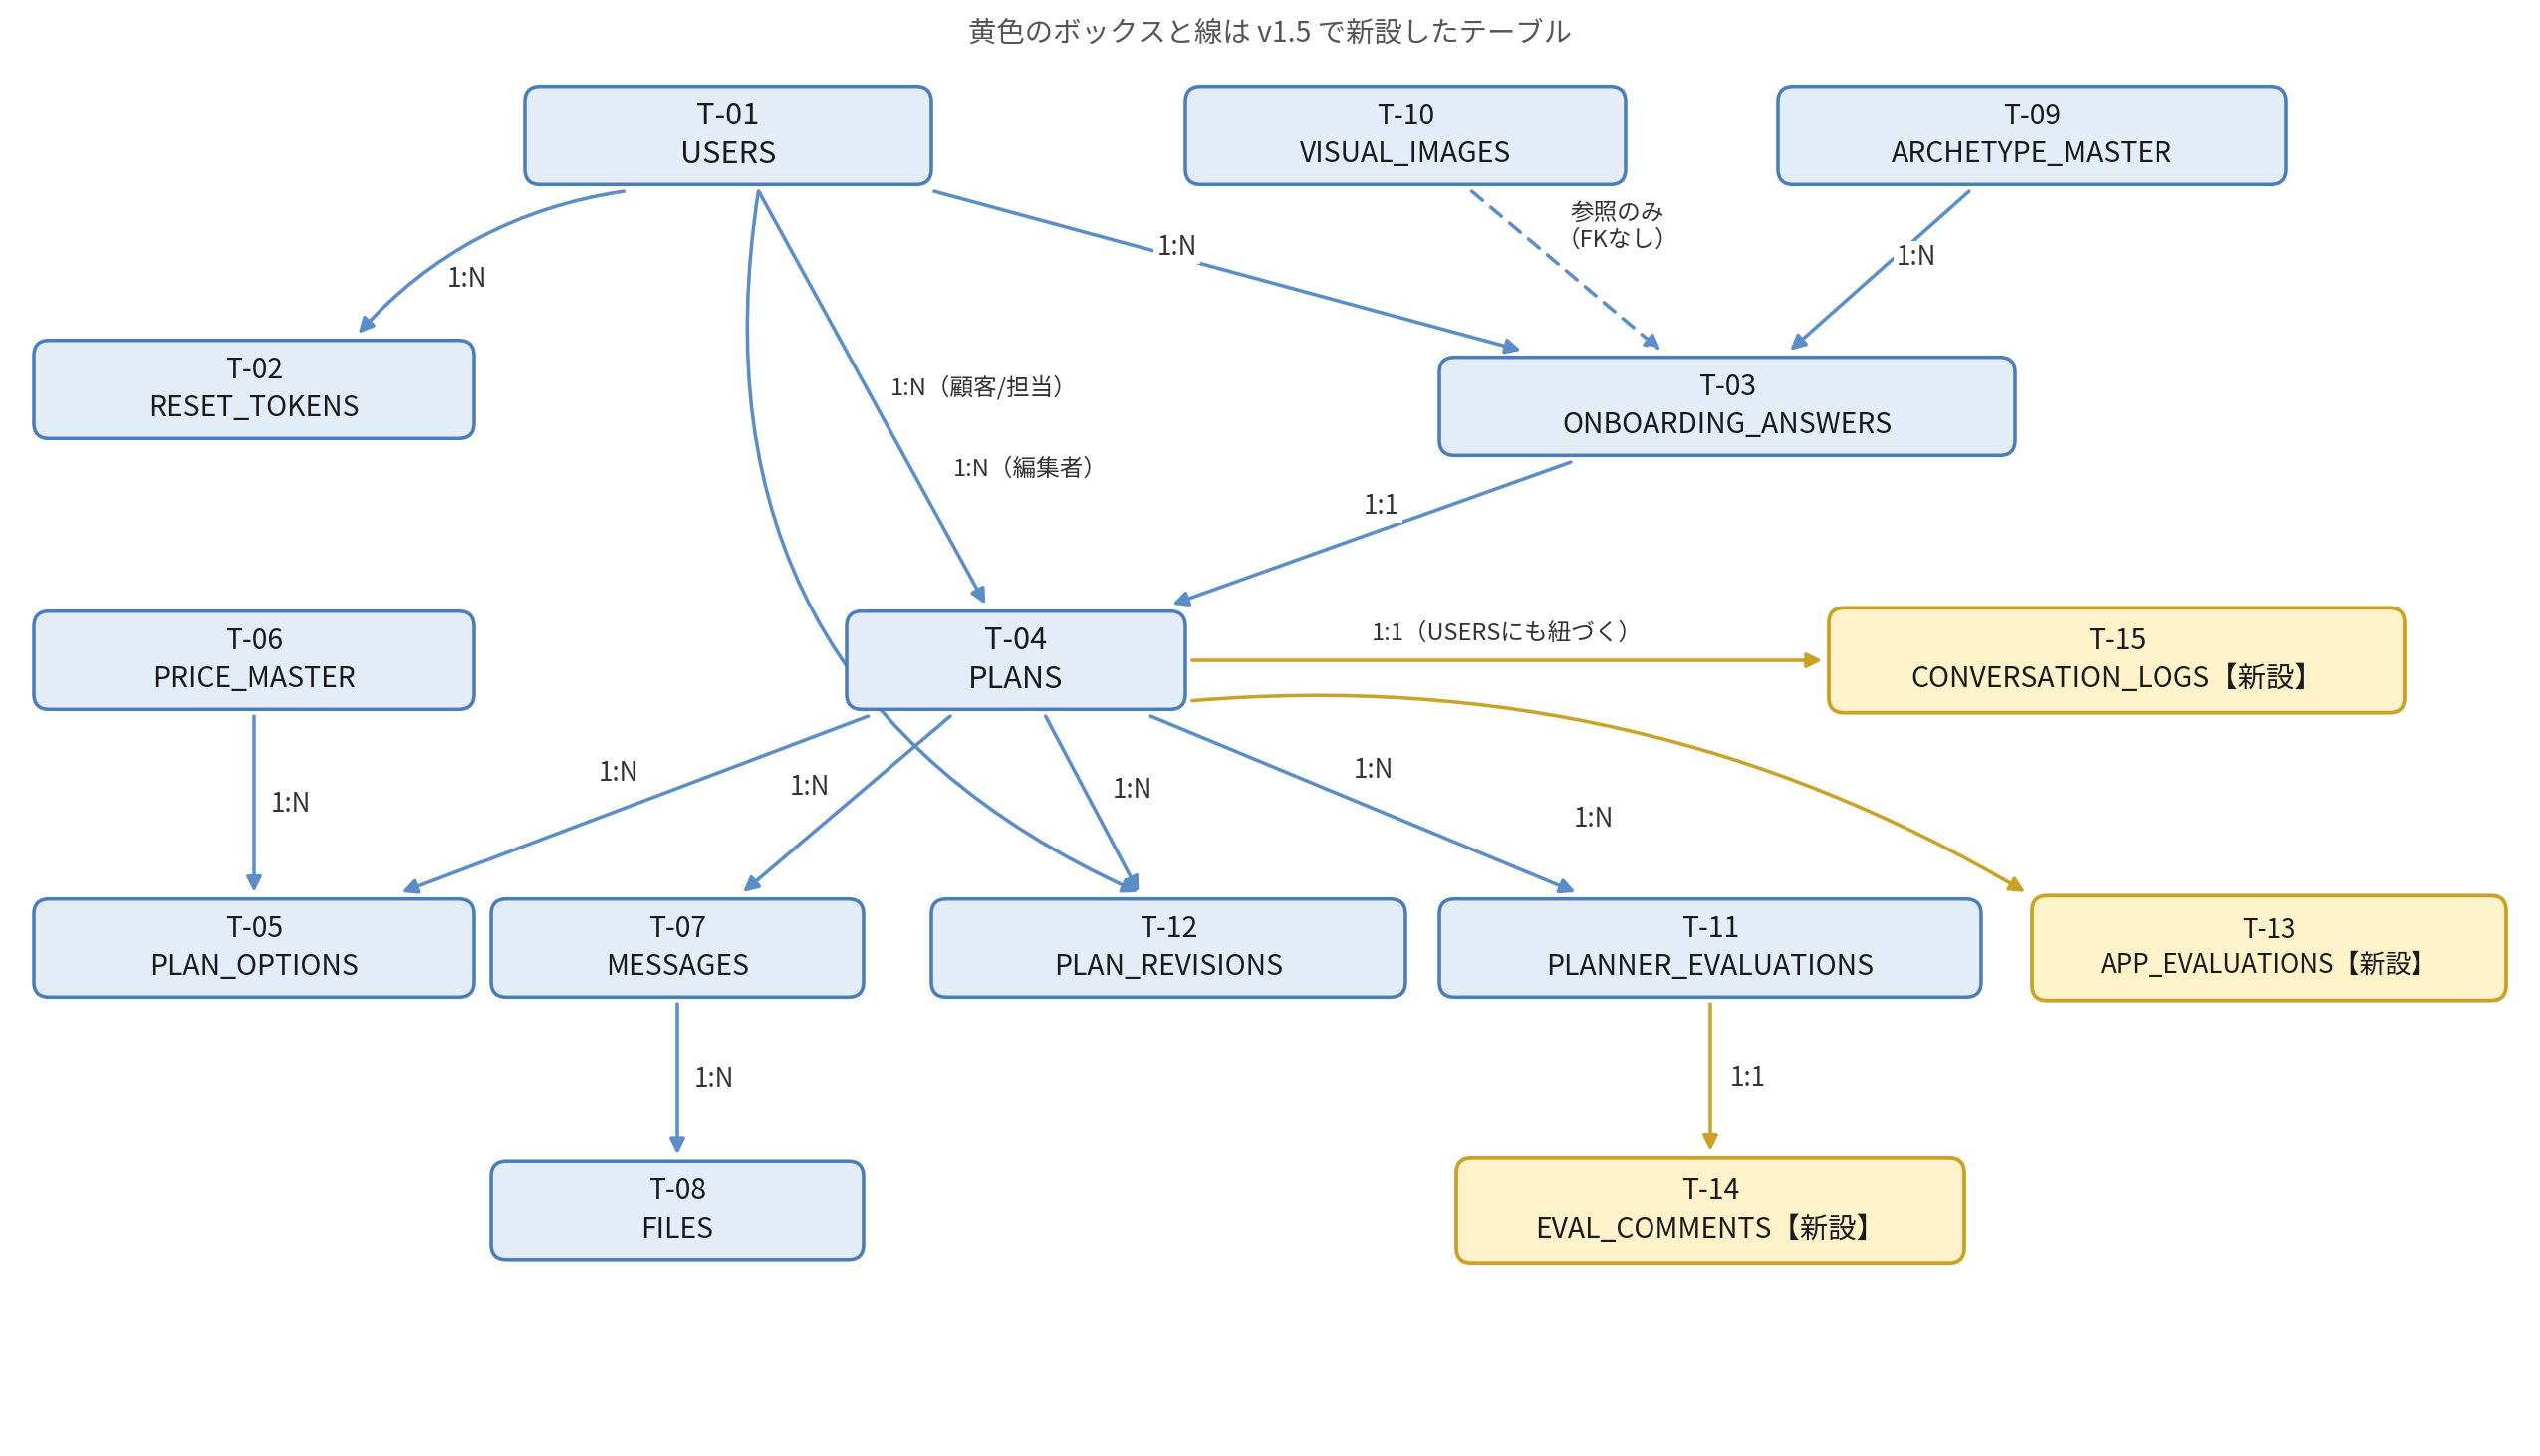 黄色のボックスと線は v1.5 で新設したテーブル
T-01
USERS
T-10
VISUAL_IMAGES
T-09
ARCHETYPE_MASTER
参照のみ
（FKなし）
1:N
1:N
1:N
T-02
RESET_TOKENS
1:N（顧客/担当）
T-03
ONBOARDING_ANSWERS
1:N（編集者）
1:1
T-06
PRICE_MASTER
T-04
PLANS
1:1（USERSにも紐づく）
T-15
CONVERSATION_LOGS【新設】
1:N
1:N
1:N
1:N
1:N
1:N
T-05
PLAN_OPTIONS
T-07
MESSAGES
T-12
PLAN_REVISIONS
T-11
PLANNER_EVALUATIONS
T-13
APP_EVALUATIONS【新設】
1:N
1:1
T-08
FILES
T-14
EVAL_COMMENTS【新設】